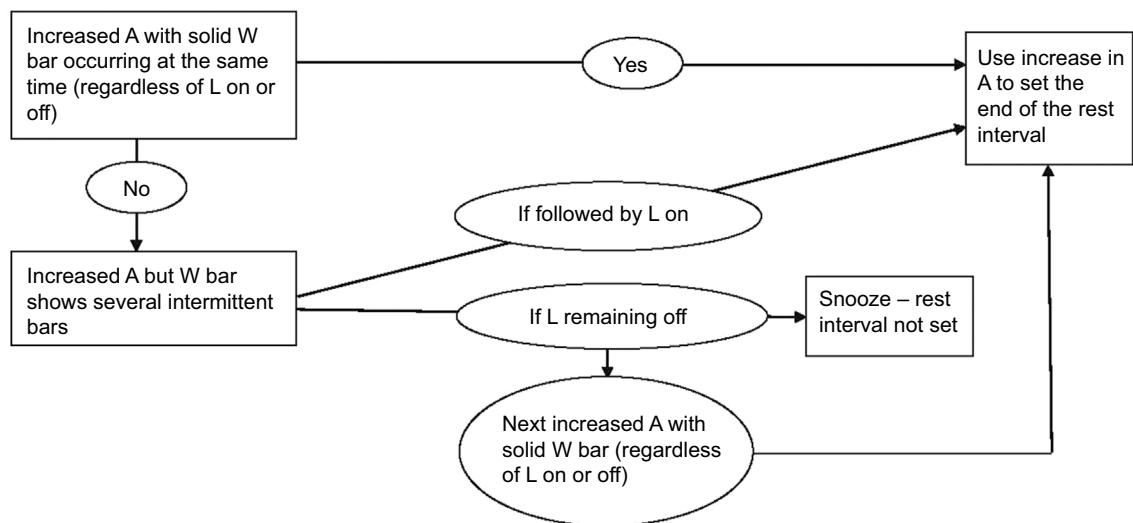 Increased A with solid W
bar occurring at the same
time (regardless of L on or
off)
Yes
Use increase in
A to set the
end of the rest
interval
No
If followed by L on
Increased A but W bar
shows several intermittent
bars
If L remaining off
Snooze – rest
interval not set
Next increased A with
solid W bar (regardless
of L on or off)